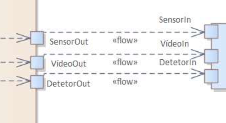 SensorIn
SensorOut «flow»
VideoIn
VideoOut «flow»
DetetorIn
DetetorOut «flow»